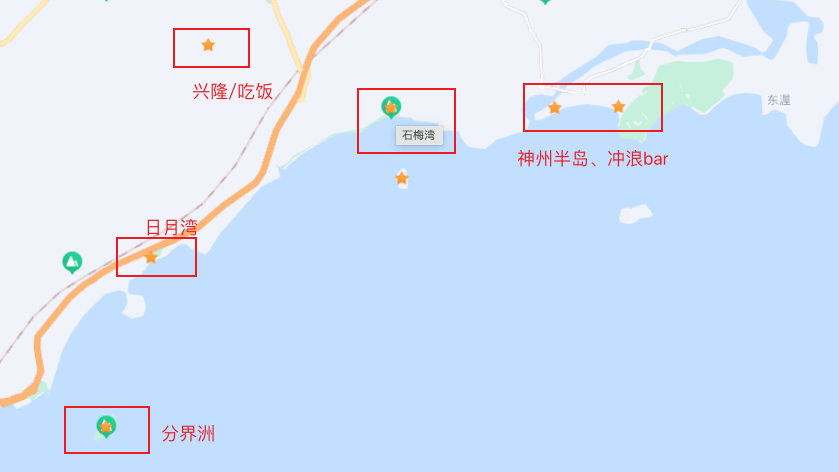 兴隆/吃饭
石梅湾
东渥
神州半岛、冲浪bar
日月湾
分界洲